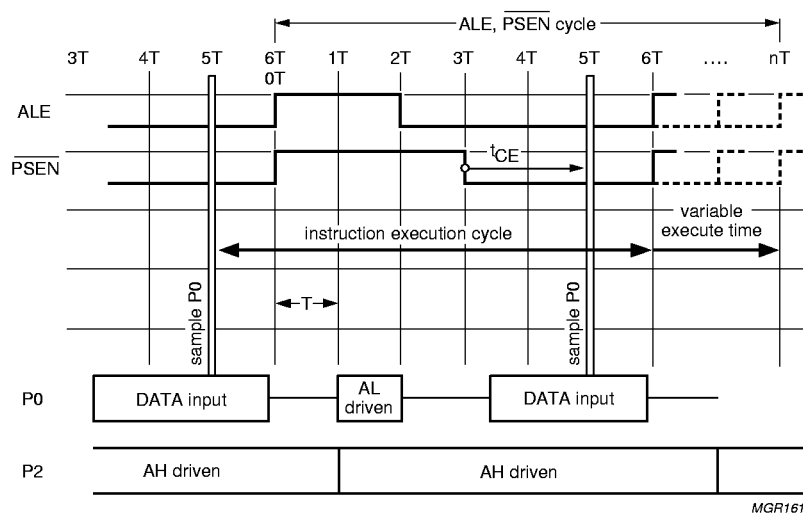 ALE, PSEN cycle
3T 4T 5T 6T 1T 2T 3T 4T 5T 6T .... nT
0T
ALE
PSEN
tCE
instruction execution cycle
variable
execute time
T
sample P0
sample P0
P0
DATA input
AL
driven
DATA input
P2
AH driven
AH driven
MGR161